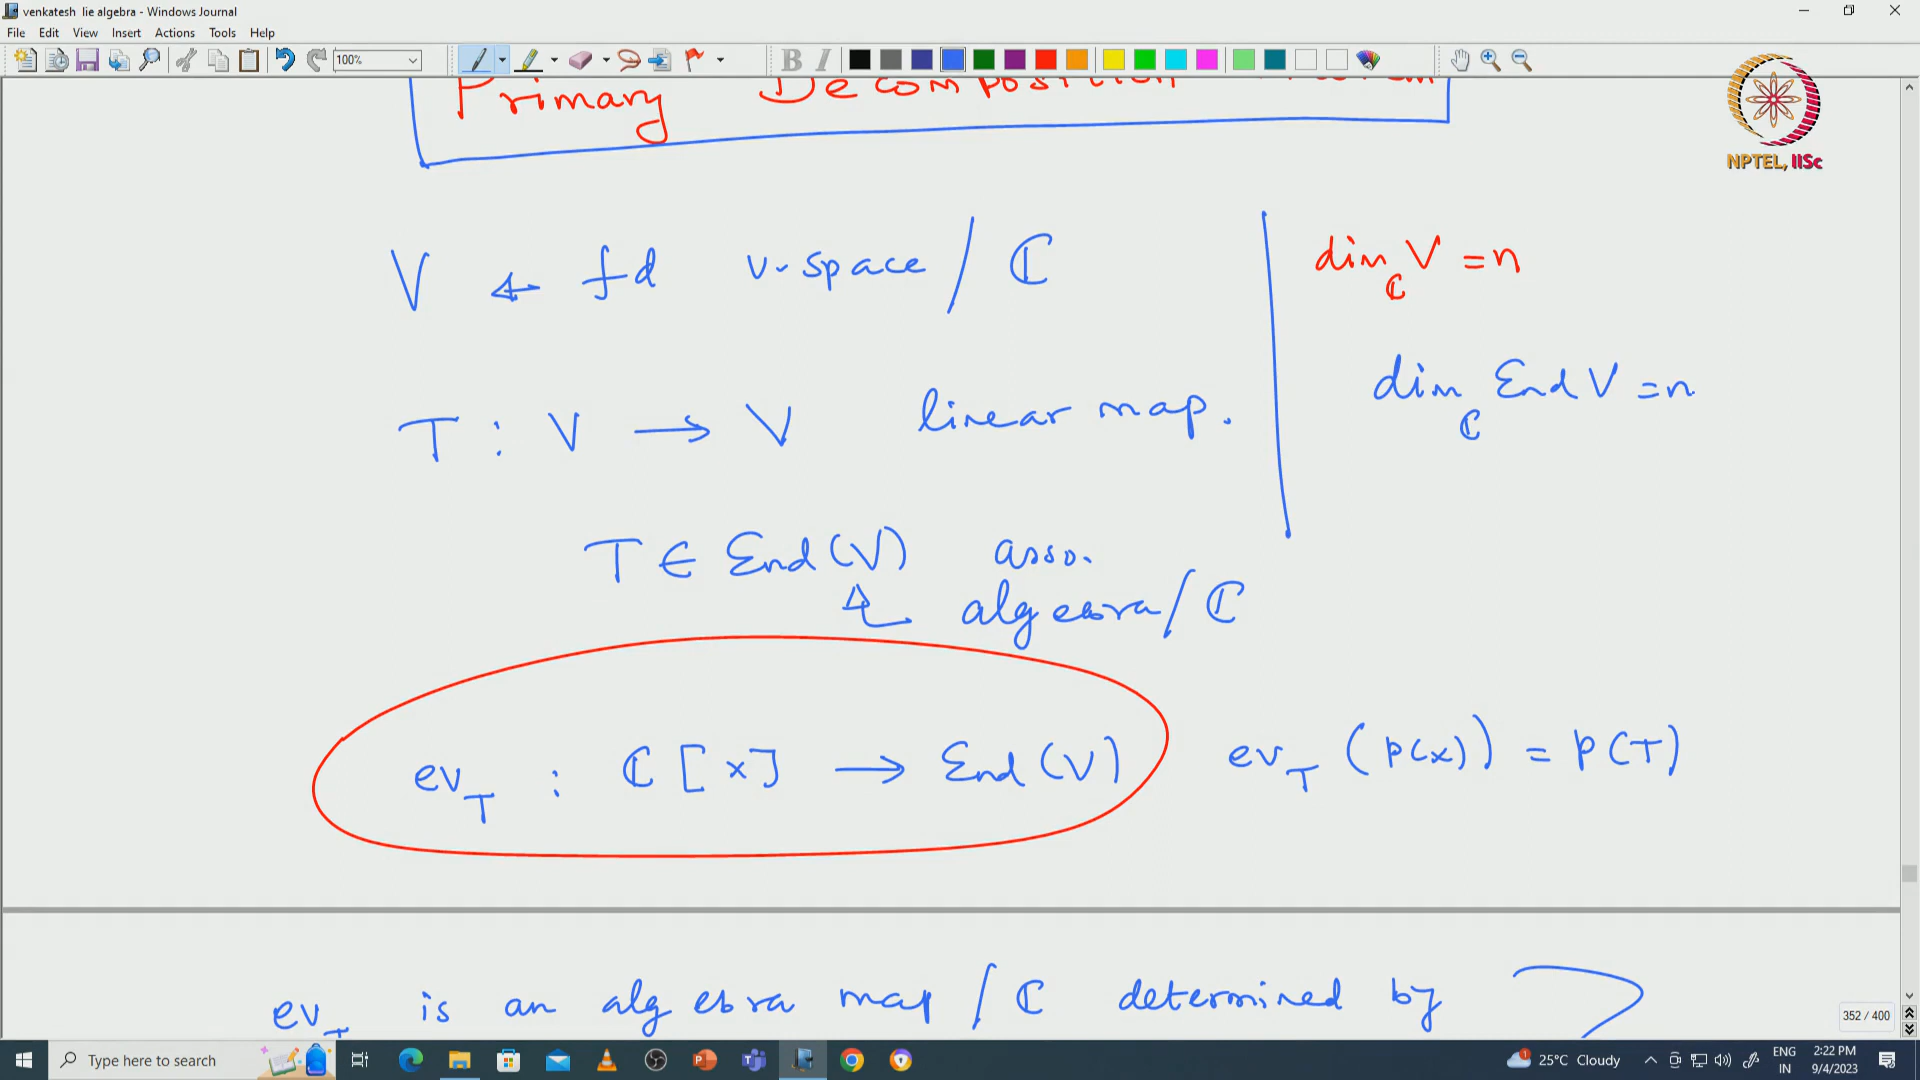 venkatesh lie algebra - Windows Journal
File Edit View Insert Actions Tools Help
100%
B I
NPTEL, IISc
Primary Decomposition
V ← fd v-space / ℂ
dim_ℂ V = n
T : V → V linear map.
dim_ℂ End V = n
T ∈ End (V) asso.
↳ algebra / ℂ
ev_T : ℂ [x] → End (V)
ev_T (p(x)) = p(T)
ev_T is an algebra map / ℂ determined by
352 / 400
Type here to search
25°C Cloudy
ENG
IN
2:22 PM
9/4/2023